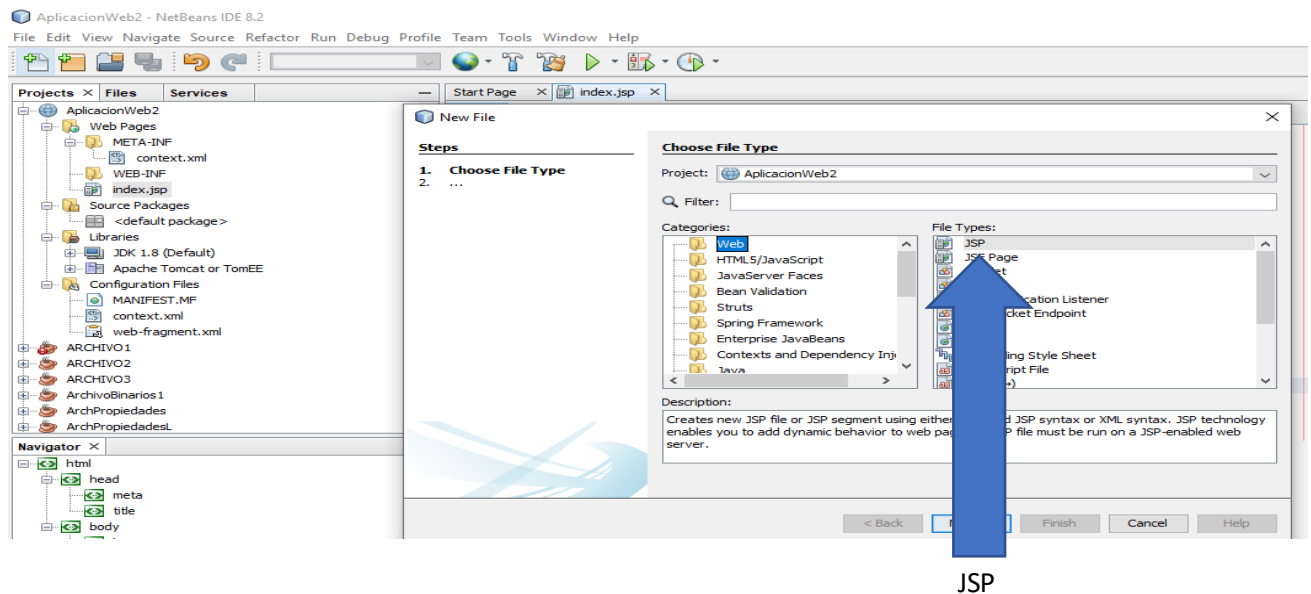 AplicacionWeb2 - NetBeans IDE 8.2
File Edit View Navigate Source Refactor Run Debug Profile Team Tools Window Help
Projects Files Services
Start Page index.jsp
AplicacionWeb2
Web Pages
META-INF
context.xml
WEB-INF
index.jsp
Source Packages
<default package>
Libraries
JDK 1.8 (Default)
Apache Tomcat or TomEE
Configuration Files
MANIFEST.MF
context.xml
web-fragment.xml
ARCHIVO1
ARCHIVO2
ARCHIVO3
ArchivoBinarios1
ArchPropiedades
ArchPropiedadesL
Navigator
html
head
meta
title
body
New File
Steps
1. Choose File Type
2. ...
Choose File Type
Project: AplicacionWeb2
Filter:
Categories:
Web
HTML5/JavaScript
JavaServer Faces
Bean Validation
Struts
Spring Framework
Enterprise JavaBeans
Contexts and Dependency Inj
Java
File Types:
JSP
Page
Listener
Endpoint
Style Sheet
File
Description:
Creates new JSP file or JSP segment using either JSP syntax or XML syntax. JSP technology
enables you to add dynamic behavior to web file must be run on a JSP-enabled web
server.
< Back Finish Cancel Help
JSP